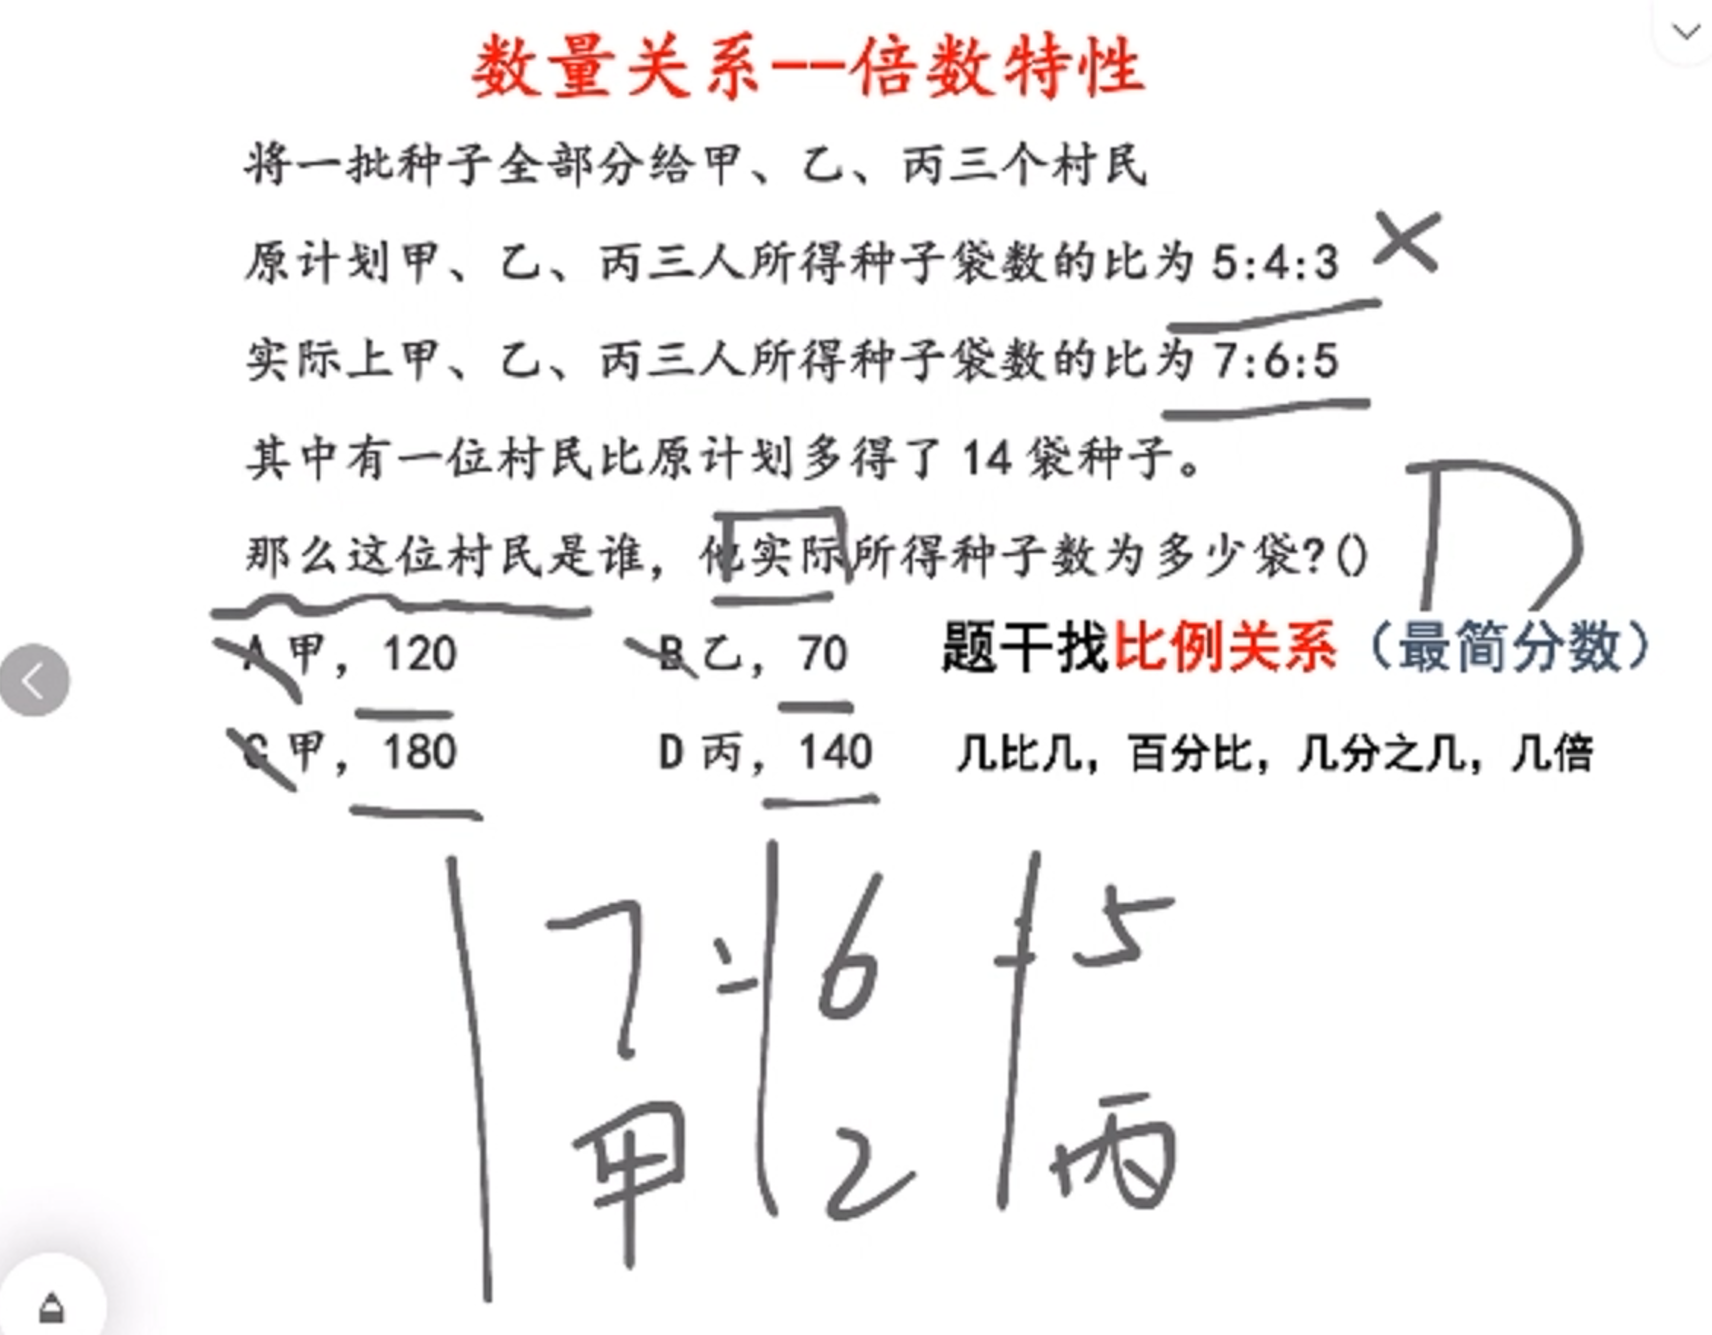 数量关系--倍数特性
将一批种子全部分给甲、乙、丙三个村民
原计划甲、乙、丙三人所得种子袋数的比为 5:4:3 ×
实际上甲、乙、丙三人所得种子袋数的比为 7:6:5
其中有一位村民比原计划多得了 14 袋种子。
那么这位村民是谁，他实际所得种子数为多少袋?() D
A 甲，120 B 乙，70 题干找比例关系（最简分数）
C 甲，180 D 丙，140 几比几，百分比，几分之几，几倍
7:6:5
甲 乙 丙